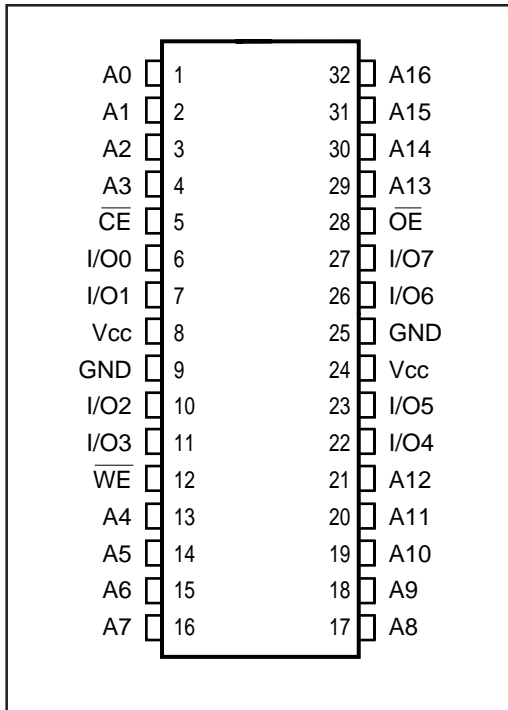 A0 1 32 A16
A1 2 31 A15
A2 3 30 A14
A3 4 29 A13
C̅E̅ 5 28 O̅E̅
I/O0 6 27 I/O7
I/O1 7 26 I/O6
Vcc 8 25 GND
GND 9 24 Vcc
I/O2 10 23 I/O5
I/O3 11 22 I/O4
W̅E̅ 12 21 A12
A4 13 20 A11
A5 14 19 A10
A6 15 18 A9
A7 16 17 A8